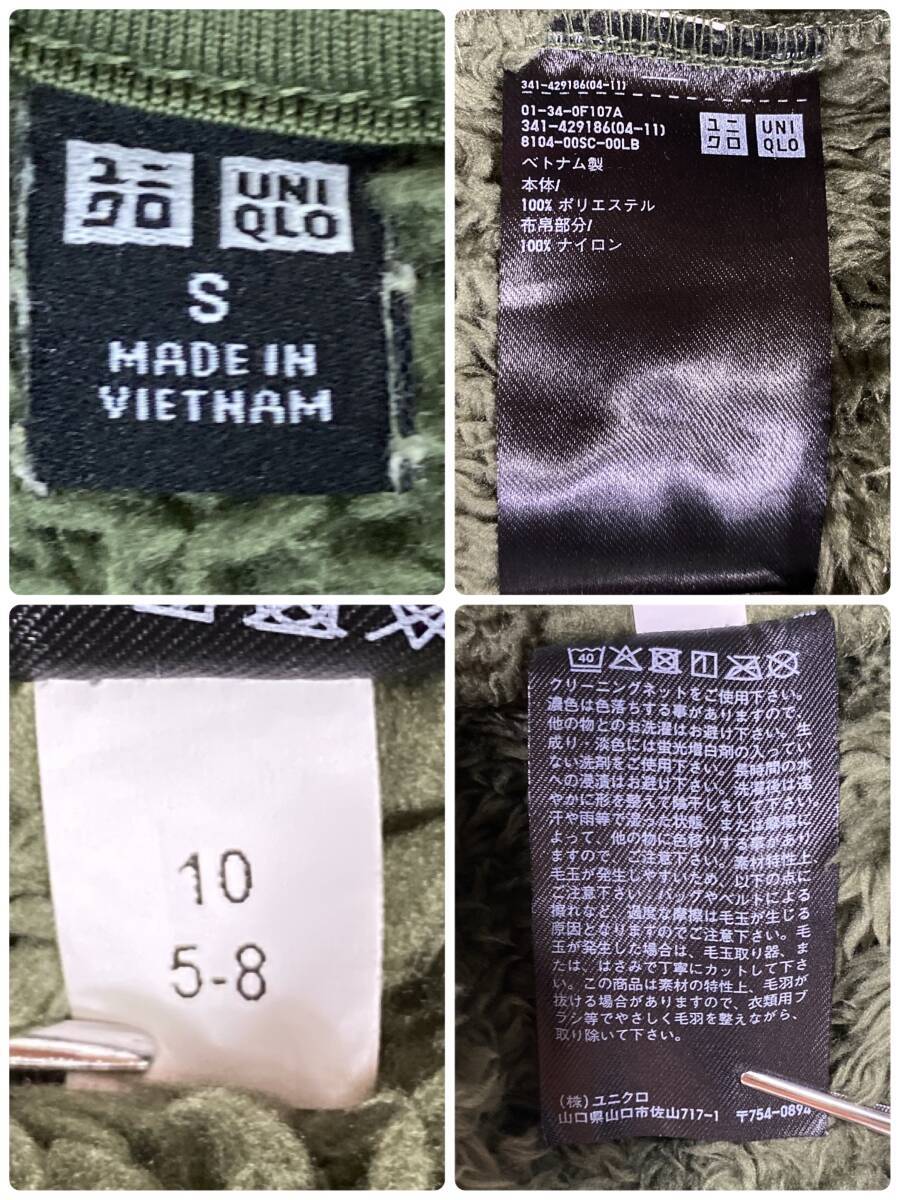 ユニ
クロ
UNI
QLO
S
MADE IN
VIETNAM
341-429186(04-11)
01-34-0F107A
341-429186(04-11)
8104-00SC-00LB
ユニ
クロ
UNI
QLO
ベトナム製
本体/
100% ポリエステル
布帛部分/
100% ナイロン
10
5-8
40
クリーニングネットをご使用下さい。
濃色は色落ちする事がありますので、
他の物とのお洗濯はお避け下さい。生
成り・淡色には蛍光増白剤の入ってい
ない洗剤をご使用下さい。長時間の水
への浸漬はお避け下さい。洗濯後は速
やかに形を整えて陰干しをして下さい。
汗や雨等で湿った状態、または摩擦に
よって、他の物に色移りする事があり
ますので、ご注意下さい。素材特性上
毛玉が発生しやすいため、以下の点に
ご注意下さい。バッグやベルトによる
擦れなど、過度な摩擦は毛玉が生じる
原因となりますのでご注意下さい。毛
玉が発生した場合は、毛玉取り器、ま
たは、はさみで丁寧にカットして下さ
い。この商品は素材の特性上、毛羽が
抜ける場合がありますので、衣類用ブ
ラシ等でやさしく毛羽を整えながら、
取り除いて下さい。
(株)ユニクロ
山口県山口市佐山717-1 〒754-0894